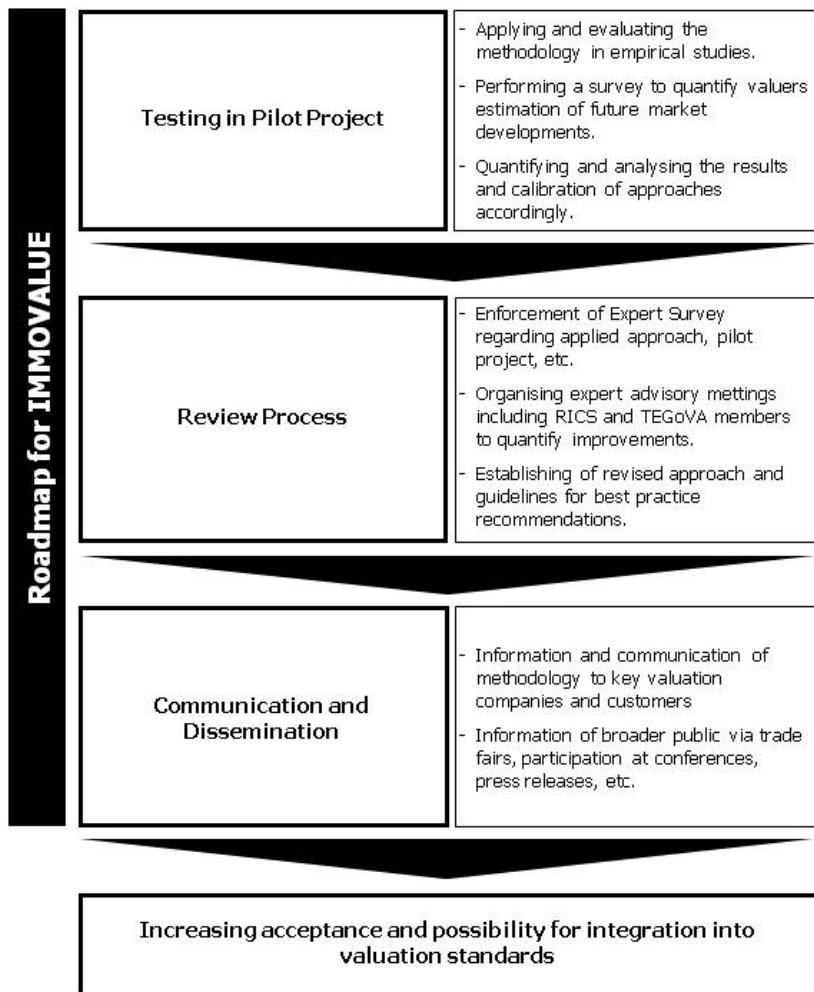 Roadmap for IMMOVALUE
Testing in Pilot Project
- Applying and evaluating the
methodology in empirical studies.
- Performing a survey to quantify valuers
estimation of future market
developments.
- Quantifying and analysing the results
and calibration of approaches
accordingly.
Review Process
- Enforcement of Expert Survey
regarding applied approach, pilot
project, etc.
- Organising expert advisory mettings
including RICS and TEGoVA members
to quantify improvements.
- Establishing of revised approach and
guidelines for best practice
recommendations.
Communication and
Dissemination
- Information and communication of
methodology to key valuation
companies and customers
- Information of broader public via trade
fairs, participation at conferences,
press releases, etc.
Increasing acceptance and possibility for integration into
valuation standards